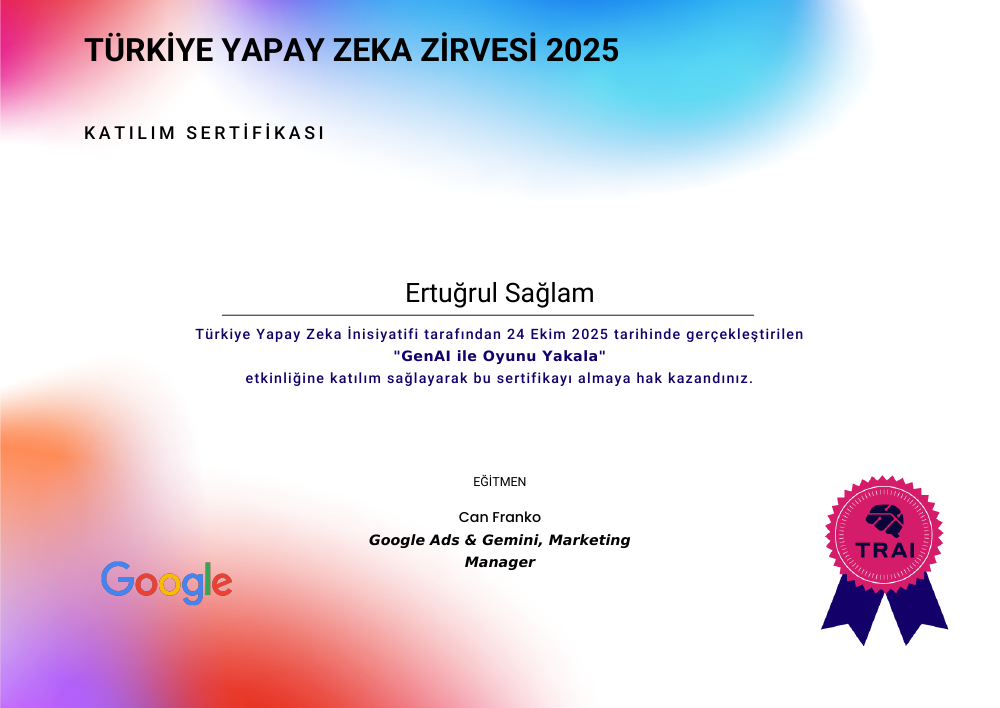 TÜRKİYE YAPAY ZEKA ZİRVESİ 2025
KATILIM SERTİFİKASI
Ertuğrul Sağlam
Türkiye Yapay Zeka İnisiyatifi tarafından 24 Ekim 2025 tarihinde gerçekleştirilen
"GenAI ile Oyunu Yakala"
etkinliğine katılım sağlayarak bu sertifikayı almaya hak kazandınız.
EĞİTMEN
Can Franko
Google Ads & Gemini, Marketing
Manager
Google
TRAI